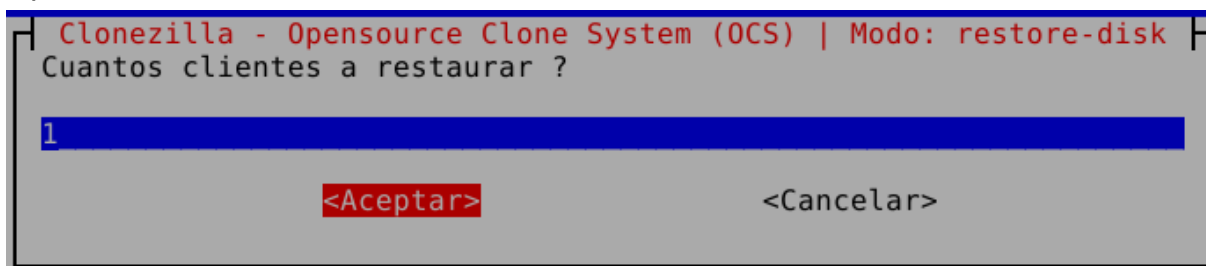 Clonezilla - Opensource Clone System (OCS) | Modo: restore-disk
Cuantos clientes a restaurar ?
1
<Aceptar> <Cancelar>